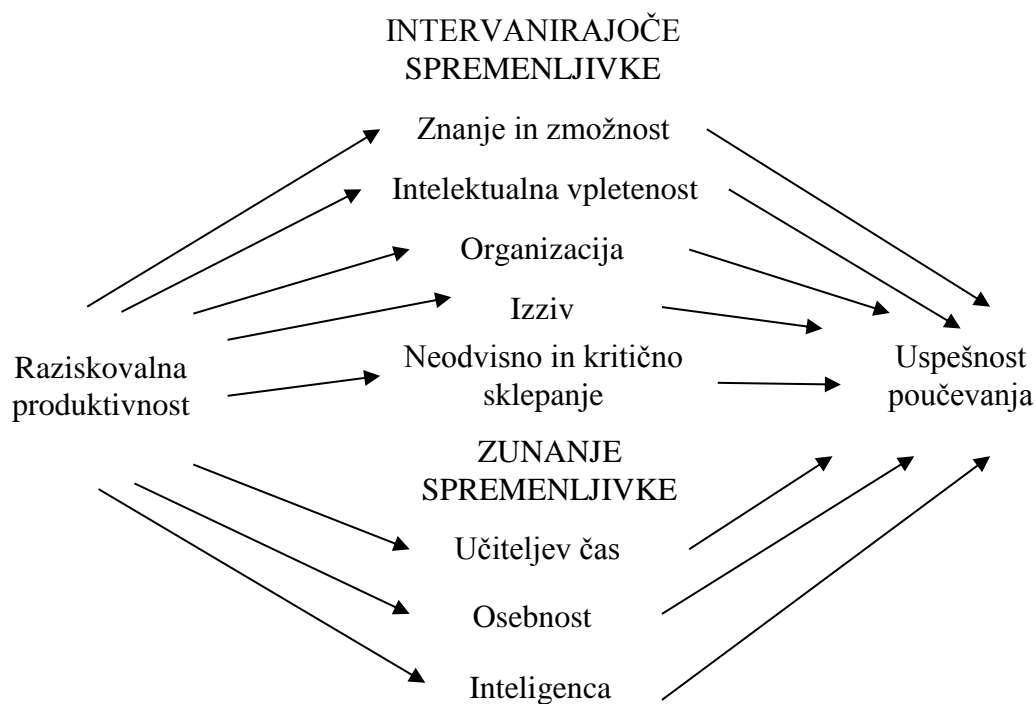 INTERVANIRAJOČE
SPREMENLJIVKE
Znanje in zmožnost
Intelektualna vpletenost
Organizacija
Izziv
Raziskovalna
produktivnost
Neodvisno in kritično
sklepanje
Uspešnost
poučevanja
ZUNANJE
SPREMENLJIVKE
Učiteljev čas
Osebnost
Inteligenca